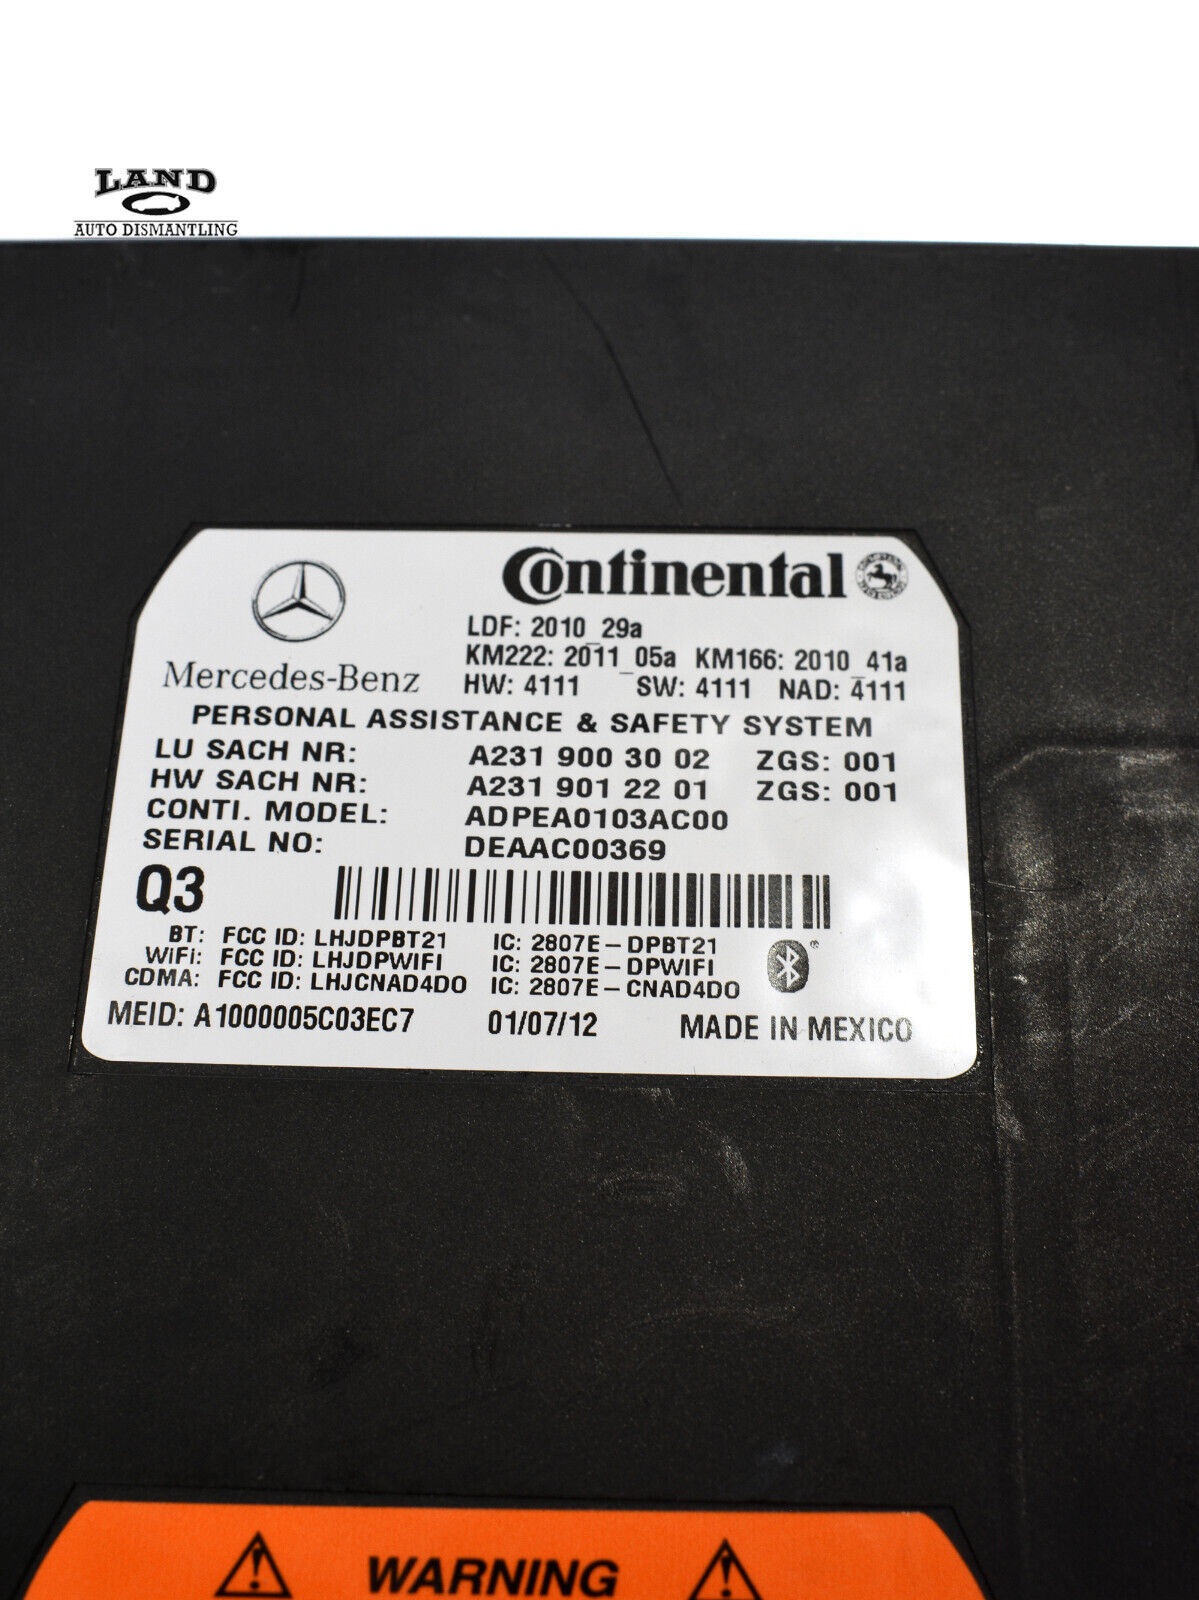 LAND
AUTO DISMANTLING
Continental
LDF: 2010_29a
KM222: 2011_05a KM166: 2010_41a
Mercedes-Benz
HW: 4111 SW: 4111 NAD: 4111
PERSONAL ASSISTANCE & SAFETY SYSTEM
LU SACH NR: A231 900 30 02 ZGS: 001
HW SACH NR: A231 901 22 01 ZGS: 001
CONTI. MODEL: ADPEA0103AC00
SERIAL NO: DEAAC00369
Q3
BT: FCC ID: LHJDPBT21 IC: 2807E-DPBT21
WiFi: FCC ID: LHJDPWIFI IC: 2807E-DPWIFI
CDMA: FCC ID: LHJCNAD4DO IC: 2807E-CNAD4DO
MEID: A1000005C03EC7 01/07/12 MADE IN MEXICO
WARNING